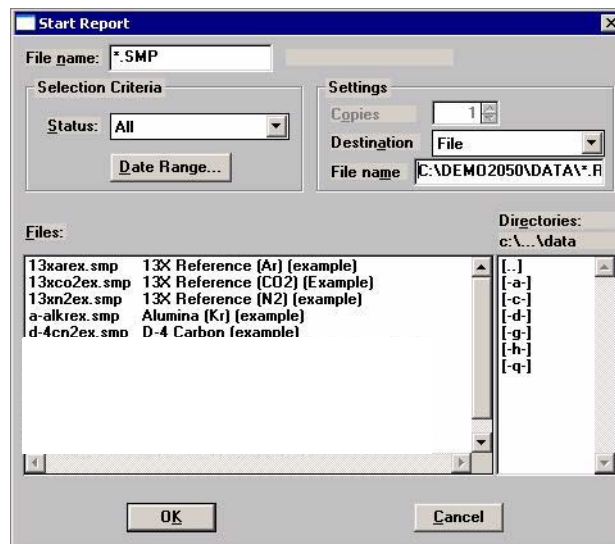 Start Report
File name: *.SMP
Selection Criteria
Status: All
Date Range...
Settings
Copies 1
Destination File
File name C:\DEMO2050\DATA\*.R
Files:
13xarex.smp 13X Reference (Ar) (example)
13xco2ex.smp 13X Reference (CO2) (Example)
13xn2ex.smp 13X Reference (N2) (example)
a-alkrex.smp Alumina (Kr) (example)
d-4cn2ex.smp D-4 Carbon (example)
Directories:
c:\...\data
[..]
[-a-]
[-c-]
[-d-]
[-g-]
[-h-]
[-q-]
OK
Cancel